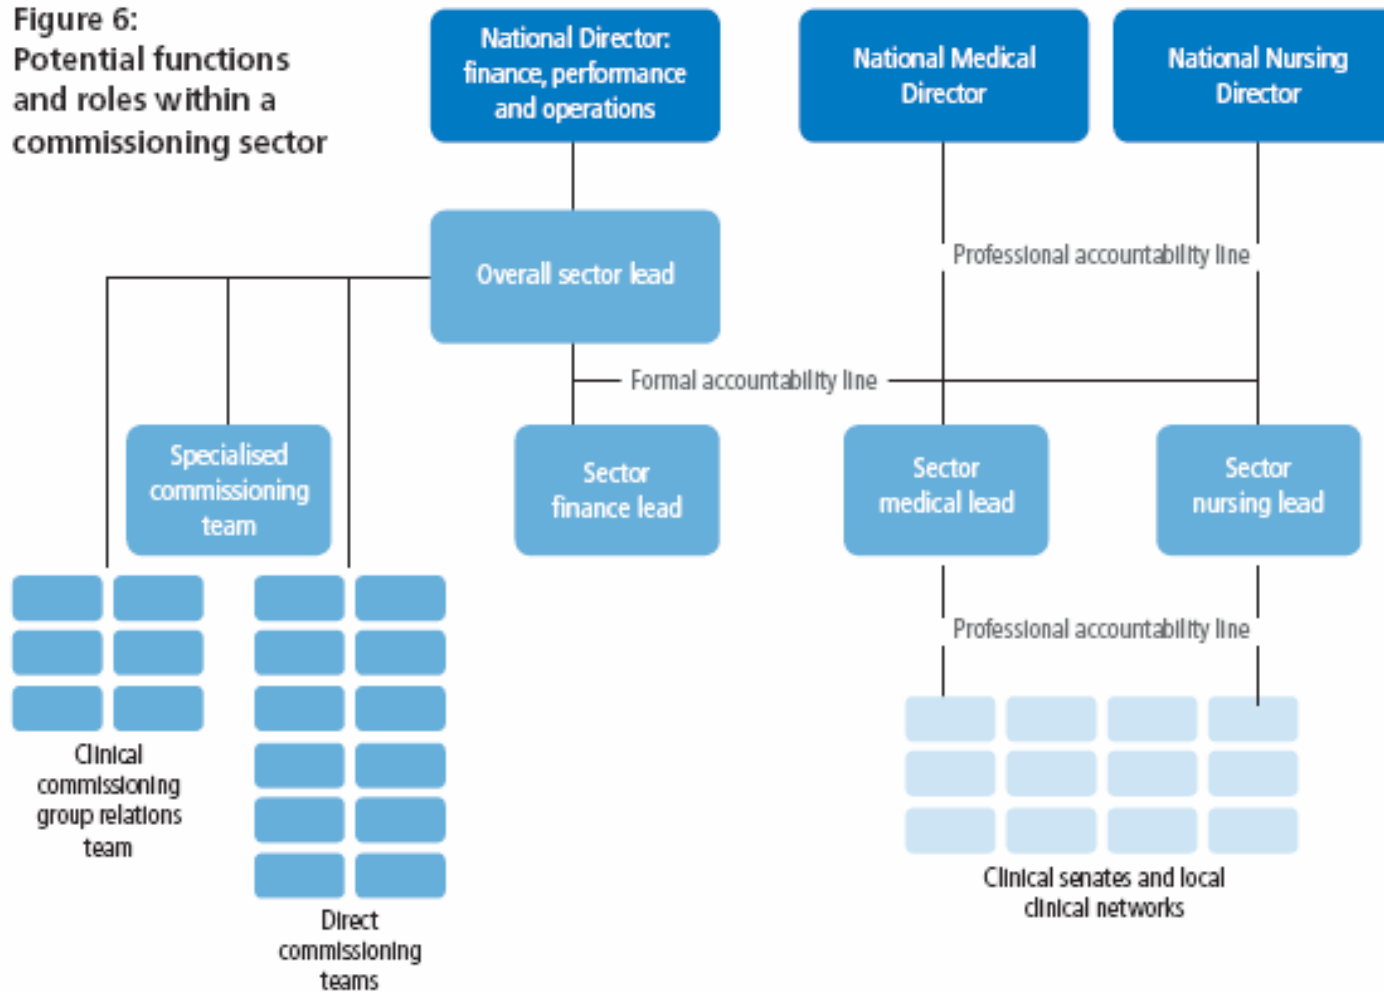 Figure 6:
Potential functions
and roles within a
commissioning sector
National Director:
finance, performance
and operations
National Medical
Director
National Nursing
Director
Professional accountability line
Overall sector lead
Formal accountability line
Specialised
commissioning
team
Sector
finance lead
Sector
medical lead
Sector
nursing lead
Professional accountability line
Clinical
commissioning
group relations
team
Direct
commissioning
teams
Clinical senates and local
clinical networks